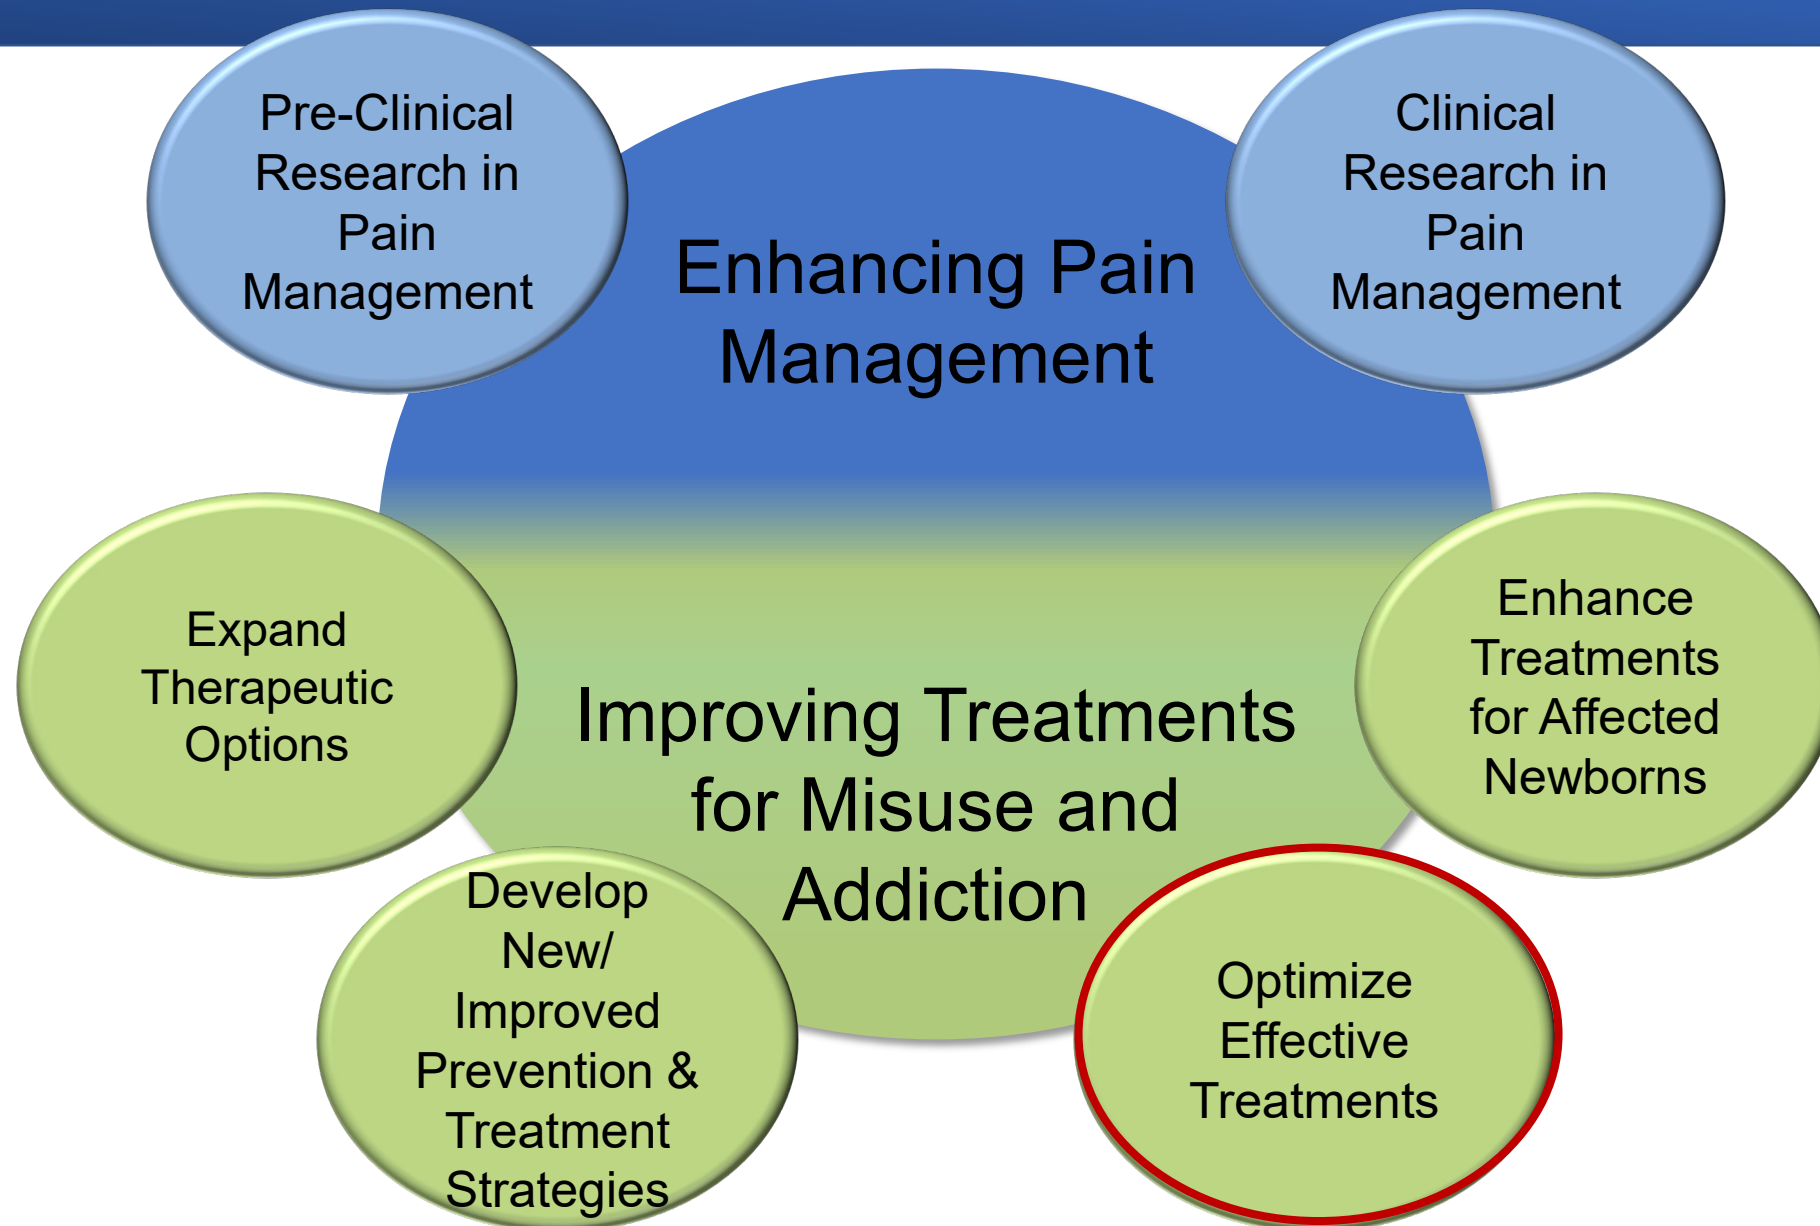 Pre-Clinical
Research in
Pain
Management
Clinical
Research in
Pain
Management
Enhancing Pain
Management
Expand
Therapeutic
Options
Enhance
Treatments
for Affected
Newborns
Improving Treatments
for Misuse and
Addiction
Develop
New/
Improved
Prevention &
Treatment
Strategies
Optimize
Effective
Treatments